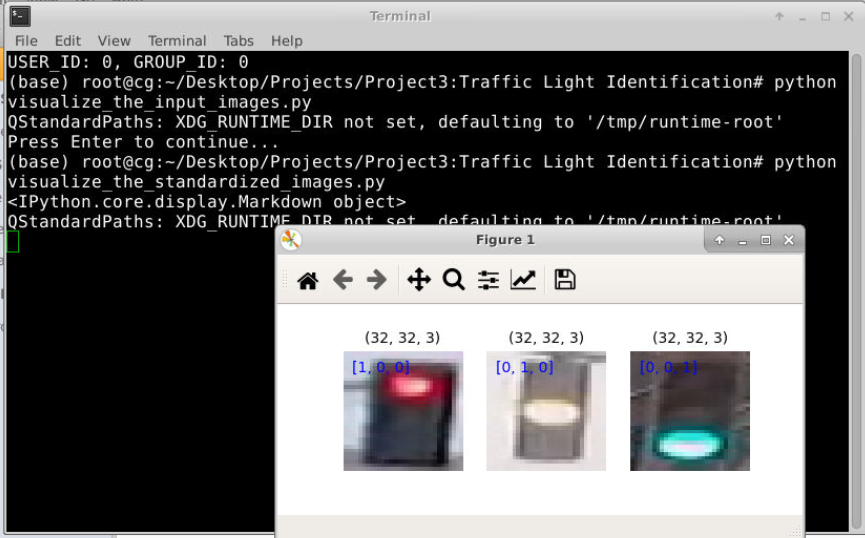 Terminal
File Edit View Terminal Tabs Help
USER_ID: 0, GROUP_ID: 0
(base) root@cg:~/Desktop/Projects/Project3:Traffic Light Identification# python
visualize_the_input_images.py
QStandardPaths: XDG_RUNTIME_DIR not set, defaulting to '/tmp/runtime-root'
Press Enter to continue...
(base) root@cg:~/Desktop/Projects/Project3:Traffic Light Identification# python
visualize_the_standardized_images.py
<IPython.core.display.Markdown object>
QStandardPaths: XDG_RUNTIME_DIR not set, defaulting to '/tmp/runtime-root'
Figure 1
(32, 32, 3) (32, 32, 3) (32, 32, 3)
[1, 0, 0] [0, 1, 0] [0, 0, 1]